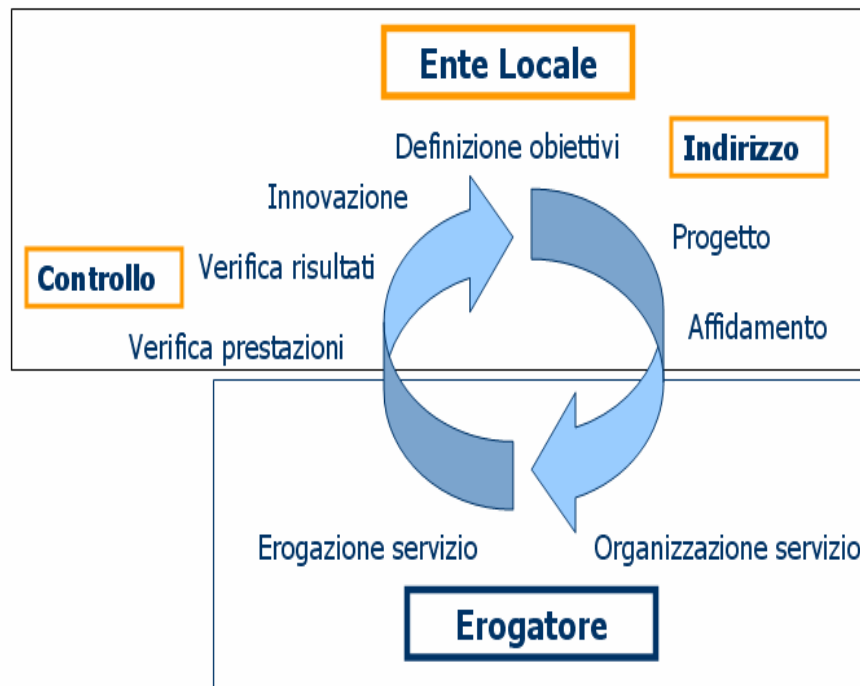 Ente Locale
Definizione obiettivi
Indirizzo
Innovazione
Progetto
Controllo
Verifica risultati
Affidamento
Verifica prestazioni
Erogazione servizio
Organizzazione servizio
Erogatore